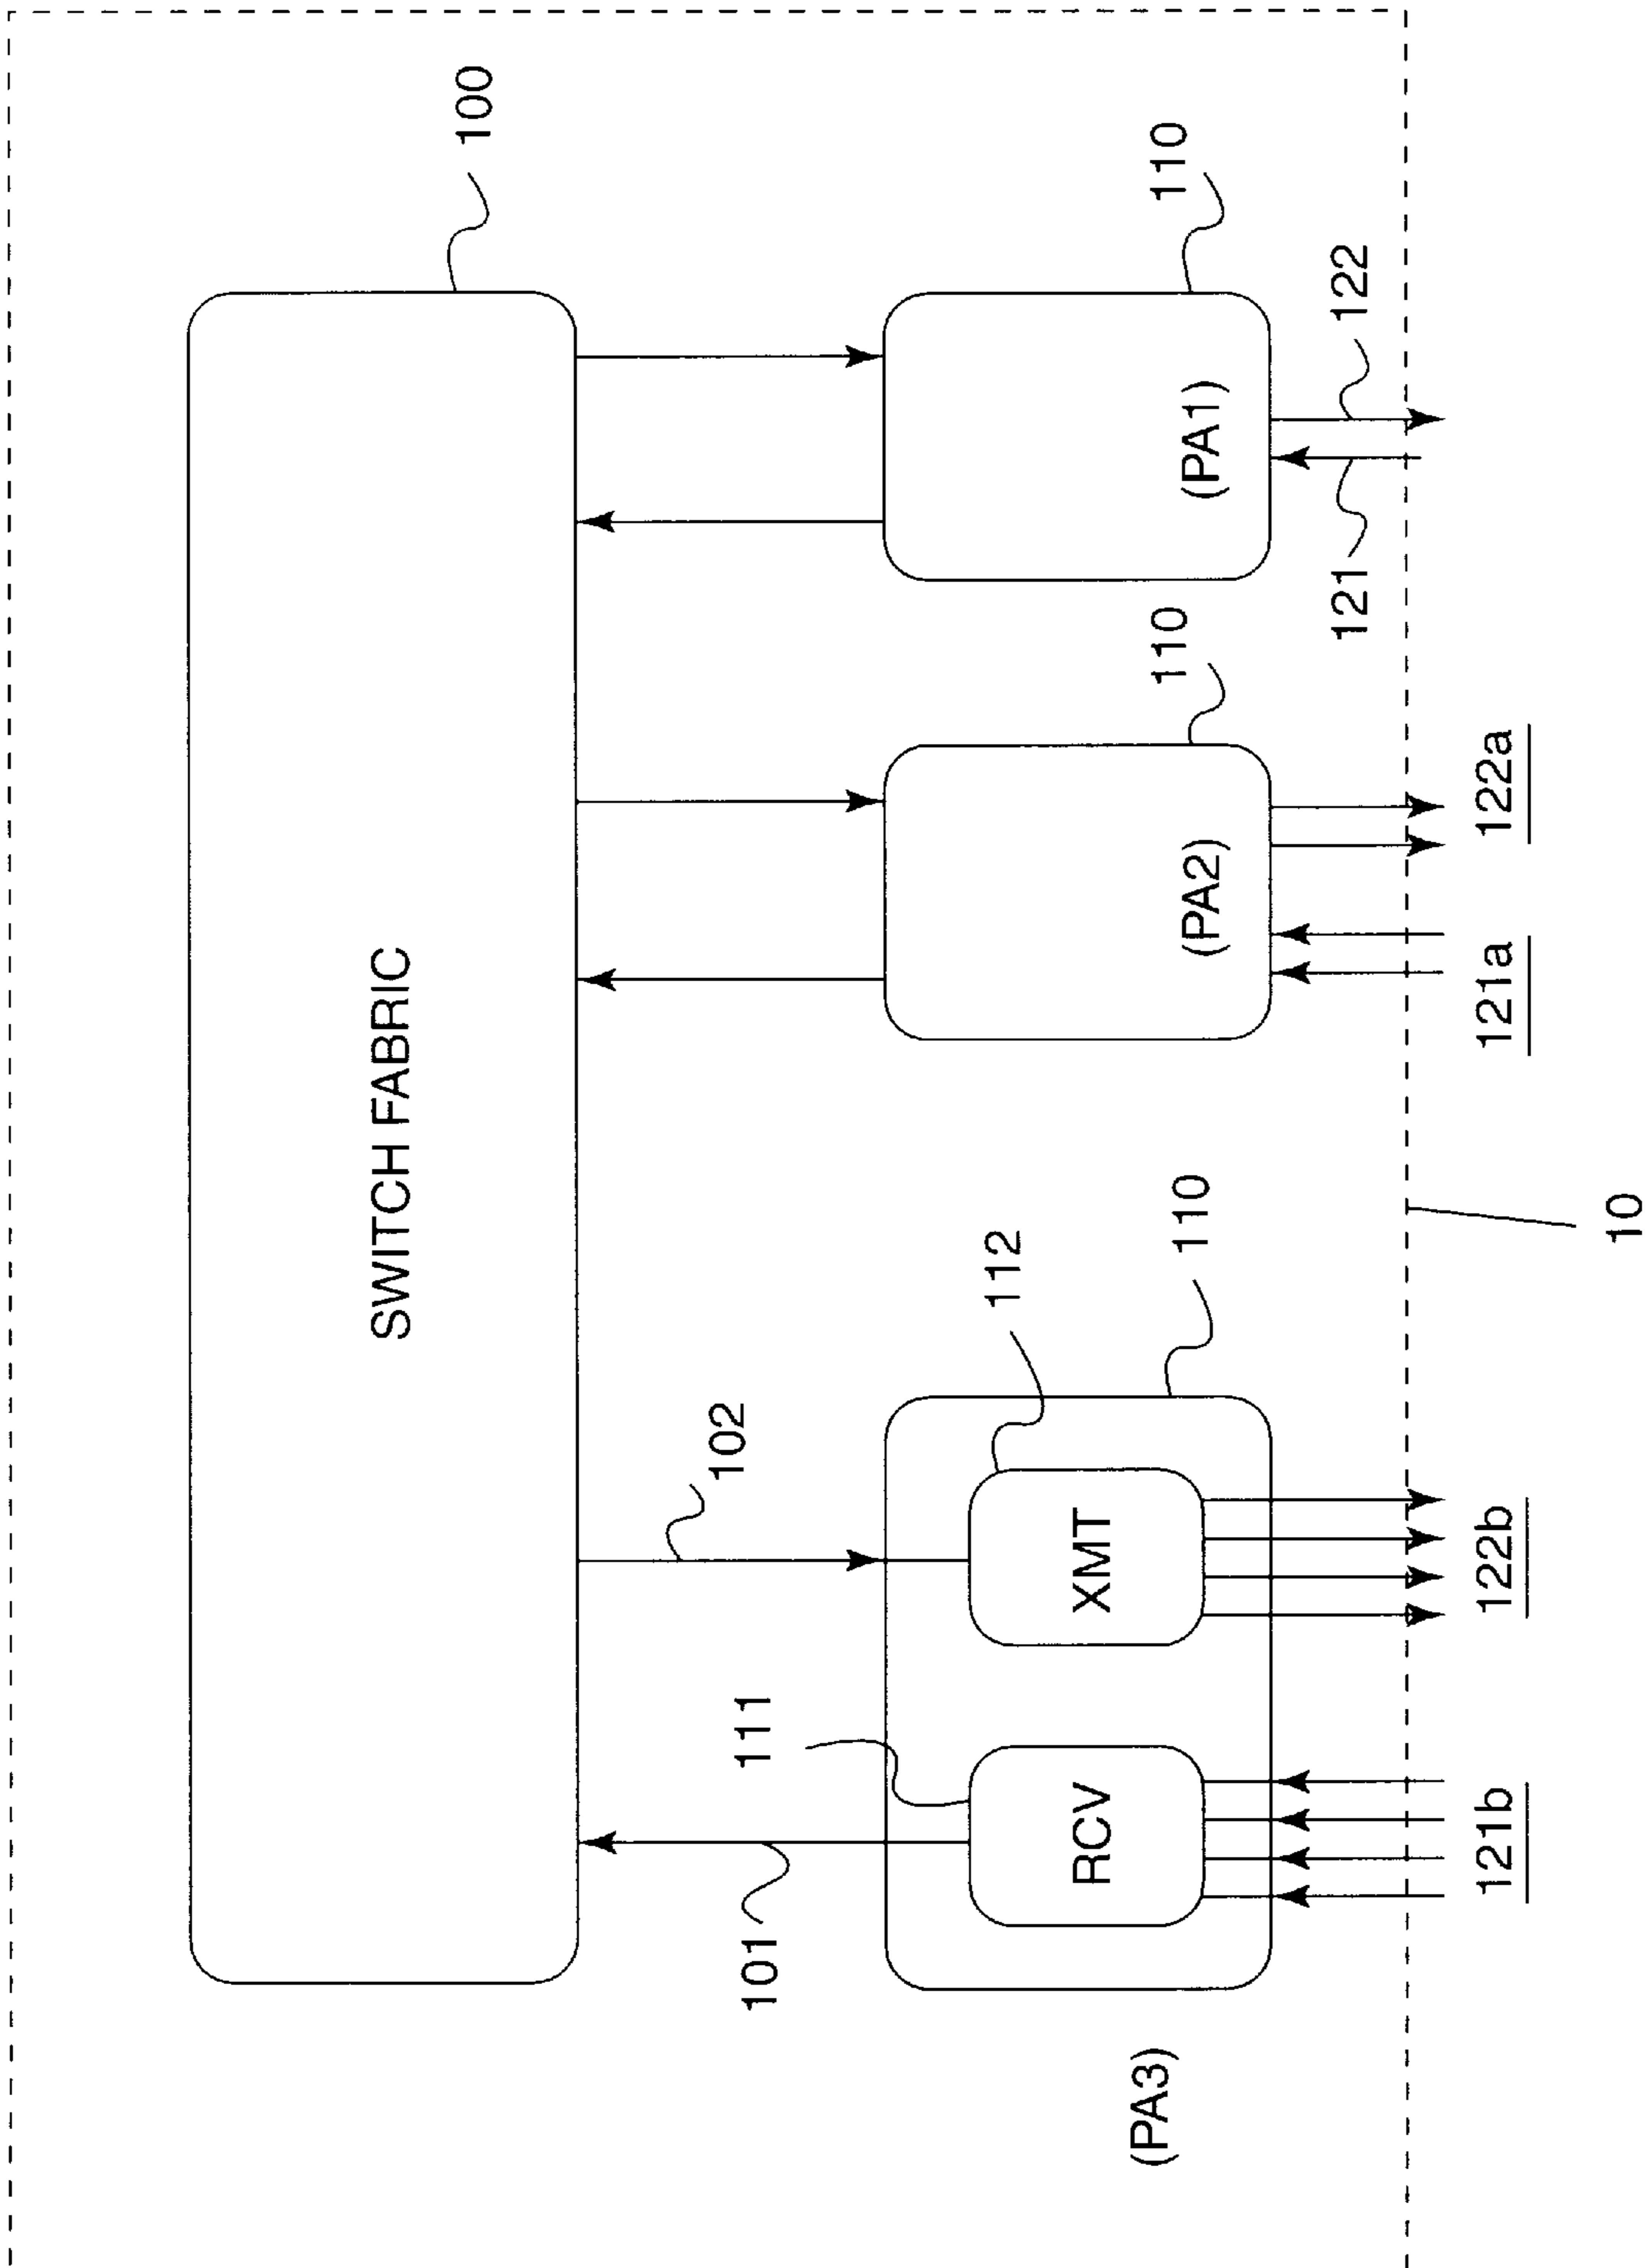 100
SWITCH FABRIC
101
102
111
112
110
110
110
RCV
XMT
(PA3)
(PA2)
(PA1)
121
122
121b
122b
121a
122a
10